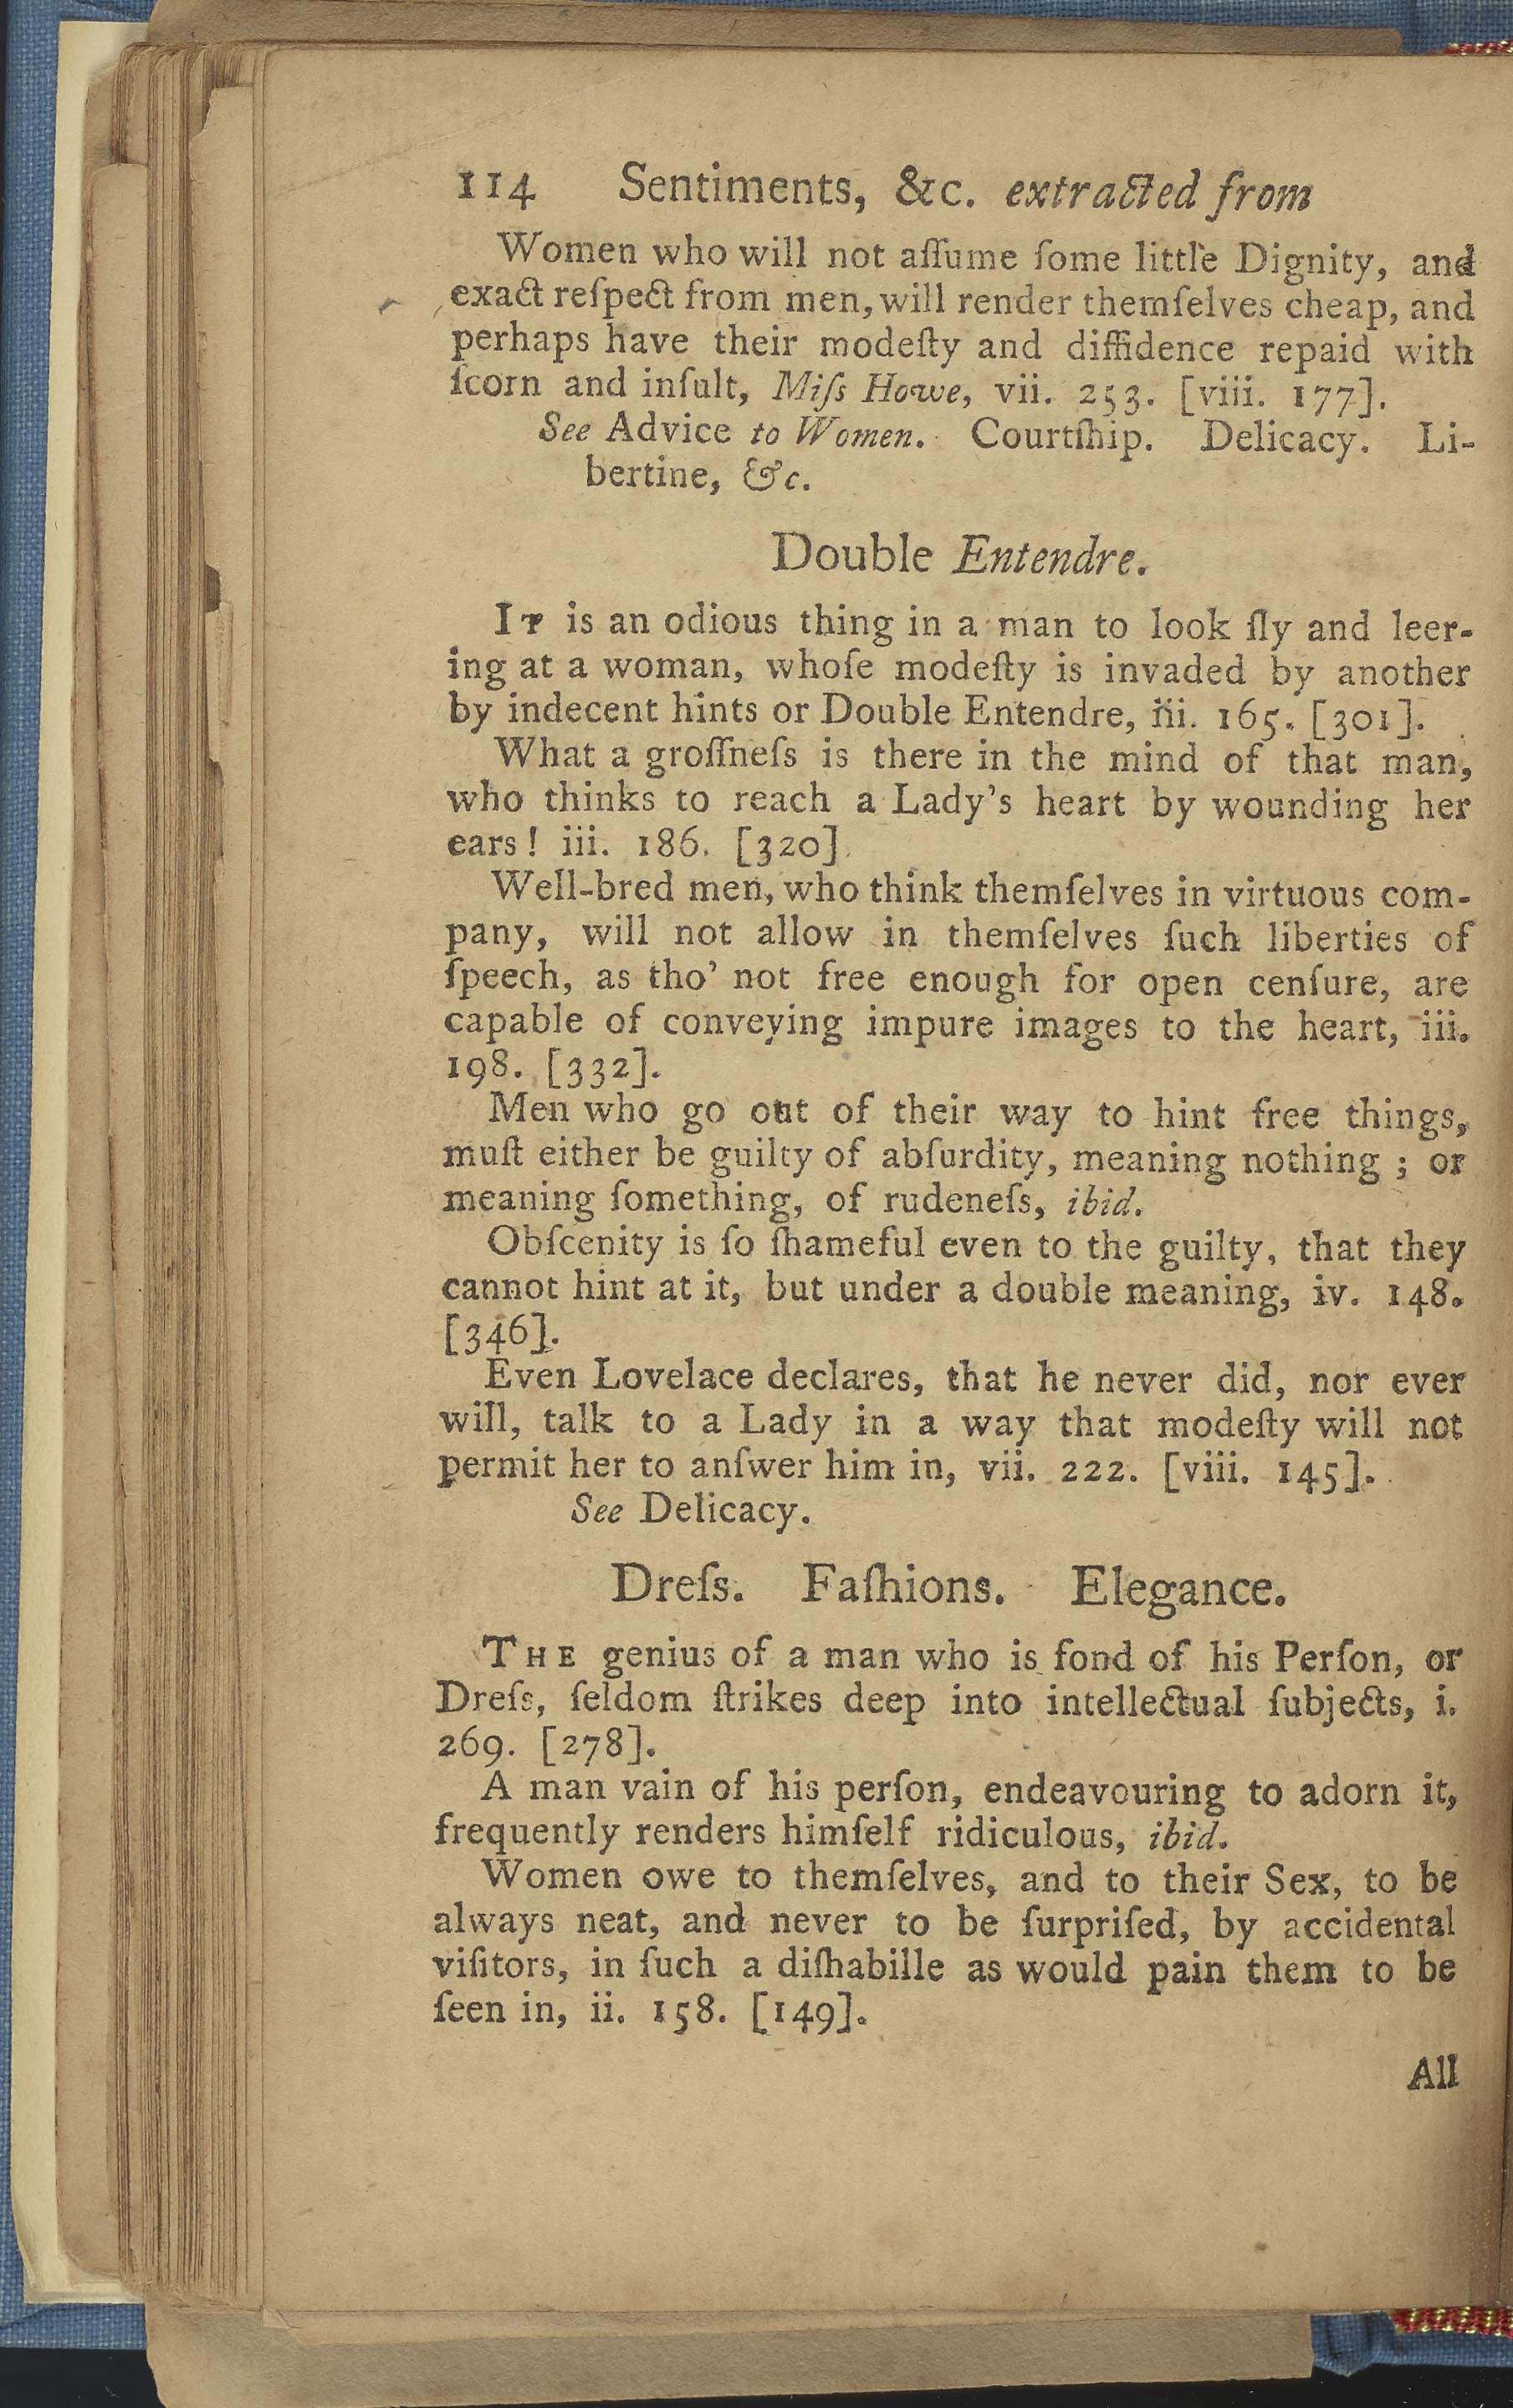 114 Sentiments, &c. extracted from
Women who will not aſſume ſome little Dignity, and
exact reſpect from men, will render themſelves cheap, and
perhaps have their modeſty and diffidence repaid with
ſcorn and inſult, Miſs Howe, vii. 253. [viii. 177].
See Advice to Women. Courtſhip. Delicacy. Li-
bertine, &c.
Double Entendre.
IT is an odious thing in a man to look ſly and leer-
ing at a woman, whoſe modeſty is invaded by another
by indecent hints or Double Entendre, iii. 165. [301].
What a groſſneſs is there in the mind of that man,
who thinks to reach a Lady's heart by wounding her
ears! iii. 186. [320].
Well-bred men, who think themſelves in virtuous com-
pany, will not allow in themſelves ſuch liberties of
ſpeech, as tho' not free enough for open cenſure, are
capable of conveying impure images to the heart, iii.
198. [332].
Men who go out of their way to hint free things,
muſt either be guilty of abſurdity, meaning nothing; or
meaning ſomething, of rudeneſs, ibid.
Obſcenity is ſo ſhameful even to the guilty, that they
cannot hint at it, but under a double meaning, iv. 148.
[346].
Even Lovelace declares, that he never did, nor ever
will, talk to a Lady in a way that modeſty will not
permit her to anſwer him in, vii. 222. [viii. 145].
See Delicacy.
Dreſs. Faſhions. Elegance.
THE genius of a man who is fond of his Perſon, or
Dreſs, ſeldom ſtrikes deep into intellectual ſubjects, i.
269. [278].
A man vain of his perſon, endeavouring to adorn it,
frequently renders himſelf ridiculous, ibid.
Women owe to themſelves, and to their Sex, to be
always neat, and never to be ſurpriſed, by accidental
viſitors, in ſuch a diſhabille as would pain them to be
ſeen in, ii. 158. [149].
All